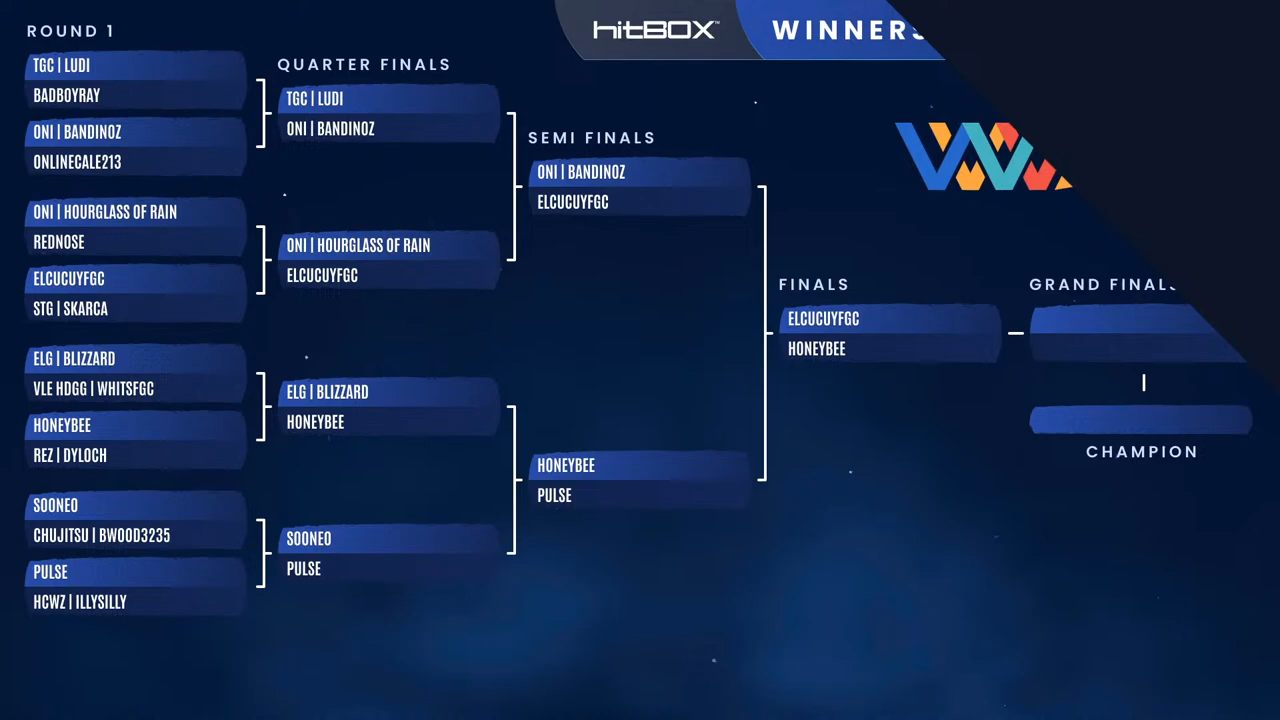 ROUND 1
TGC | LUDI
BADBOYRAY
ONI | BANDINOZ
ONLINECALE213
ONI | HOURGLASS OF RAIN
REDNOSE
ELCUCUYFGC
STG | SKARCA
ELG | BLIZZARD
VLE HDGG | WHITSFGC
HONEYBEE
REZ | DYLOCH
SOONEO
CHUJITSU | BWOOD3235
PULSE
HCWZ | ILLYSILLY
QUARTER FINALS
TGC | LUDI
ONI | BANDINOZ
ONI | HOURGLASS OF RAIN
ELCUCUYFGC
ELG | BLIZZARD
HONEYBEE
SOONEO
PULSE
SEMI FINALS
ONI | BANDINOZ
ELCUCUYFGC
HONEYBEE
PULSE
hitBOX™
WINNERS
FINALS
ELCUCUYFGC
HONEYBEE
GRAND FINALS
CHAMPION